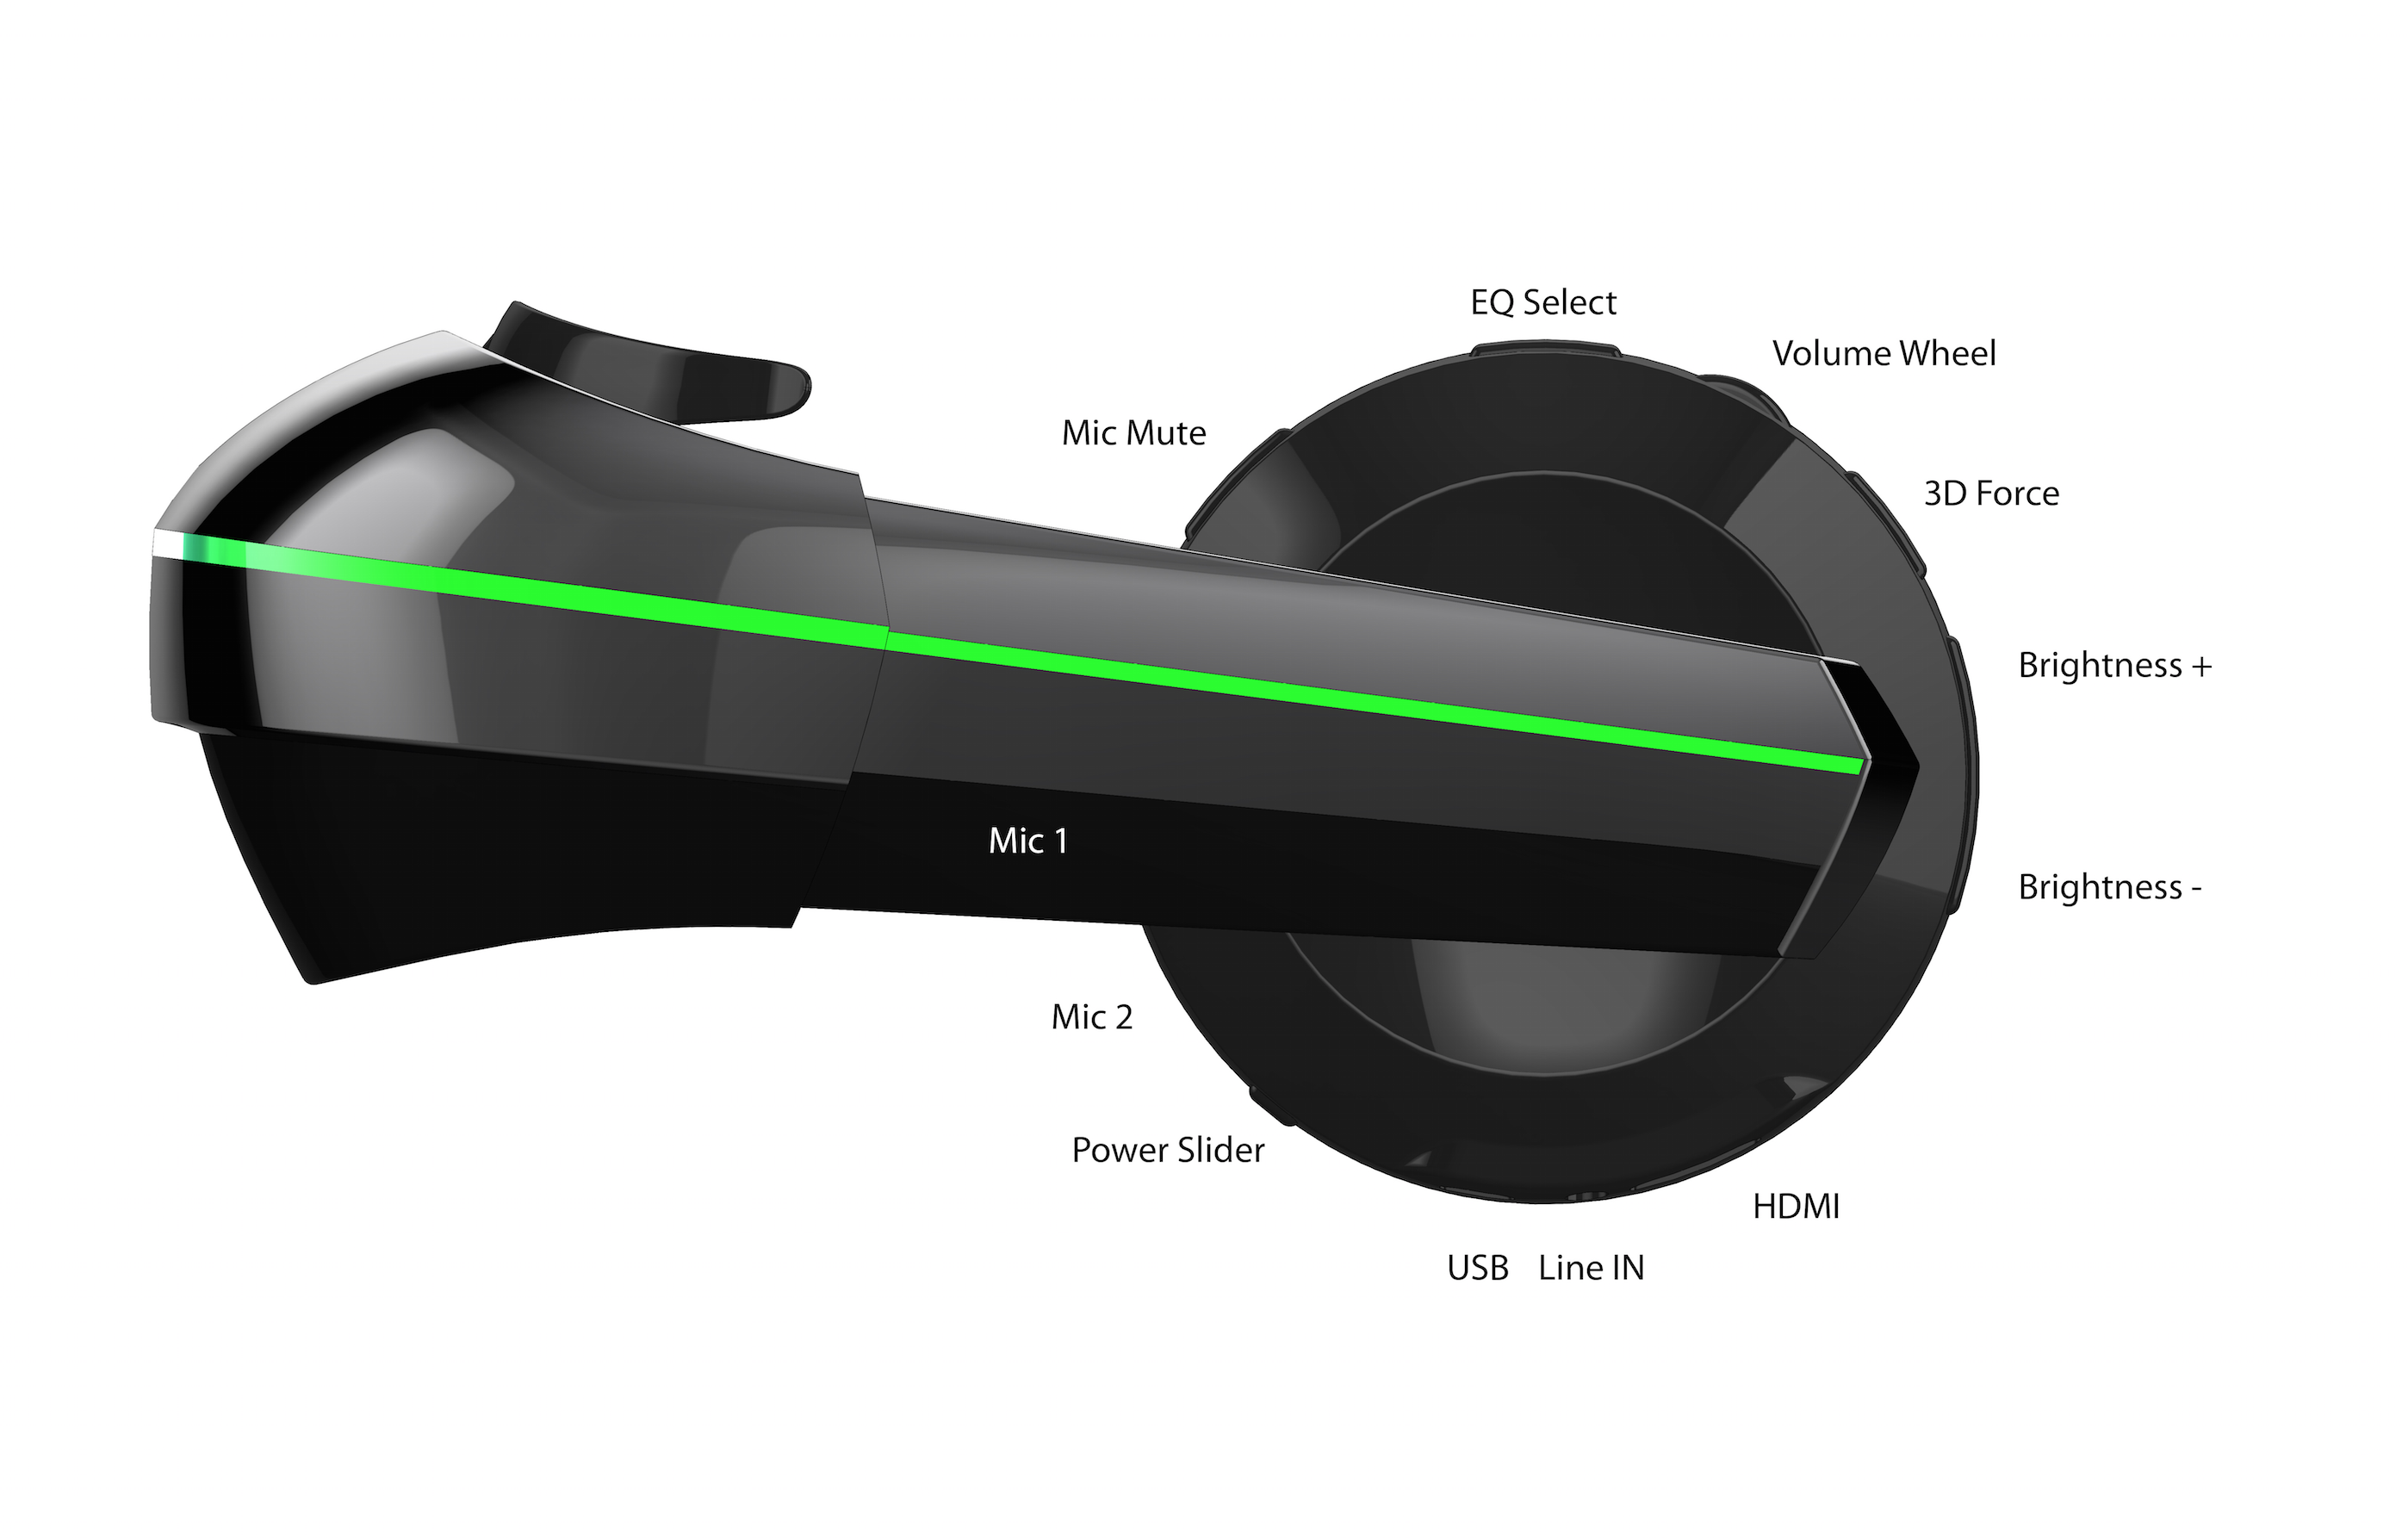 EQ Select
Volume Wheel
Mic Mute
3D Force
Brightness +
Mic 1
Brightness -
Mic 2
Power Slider
HDMI
USB Line IN